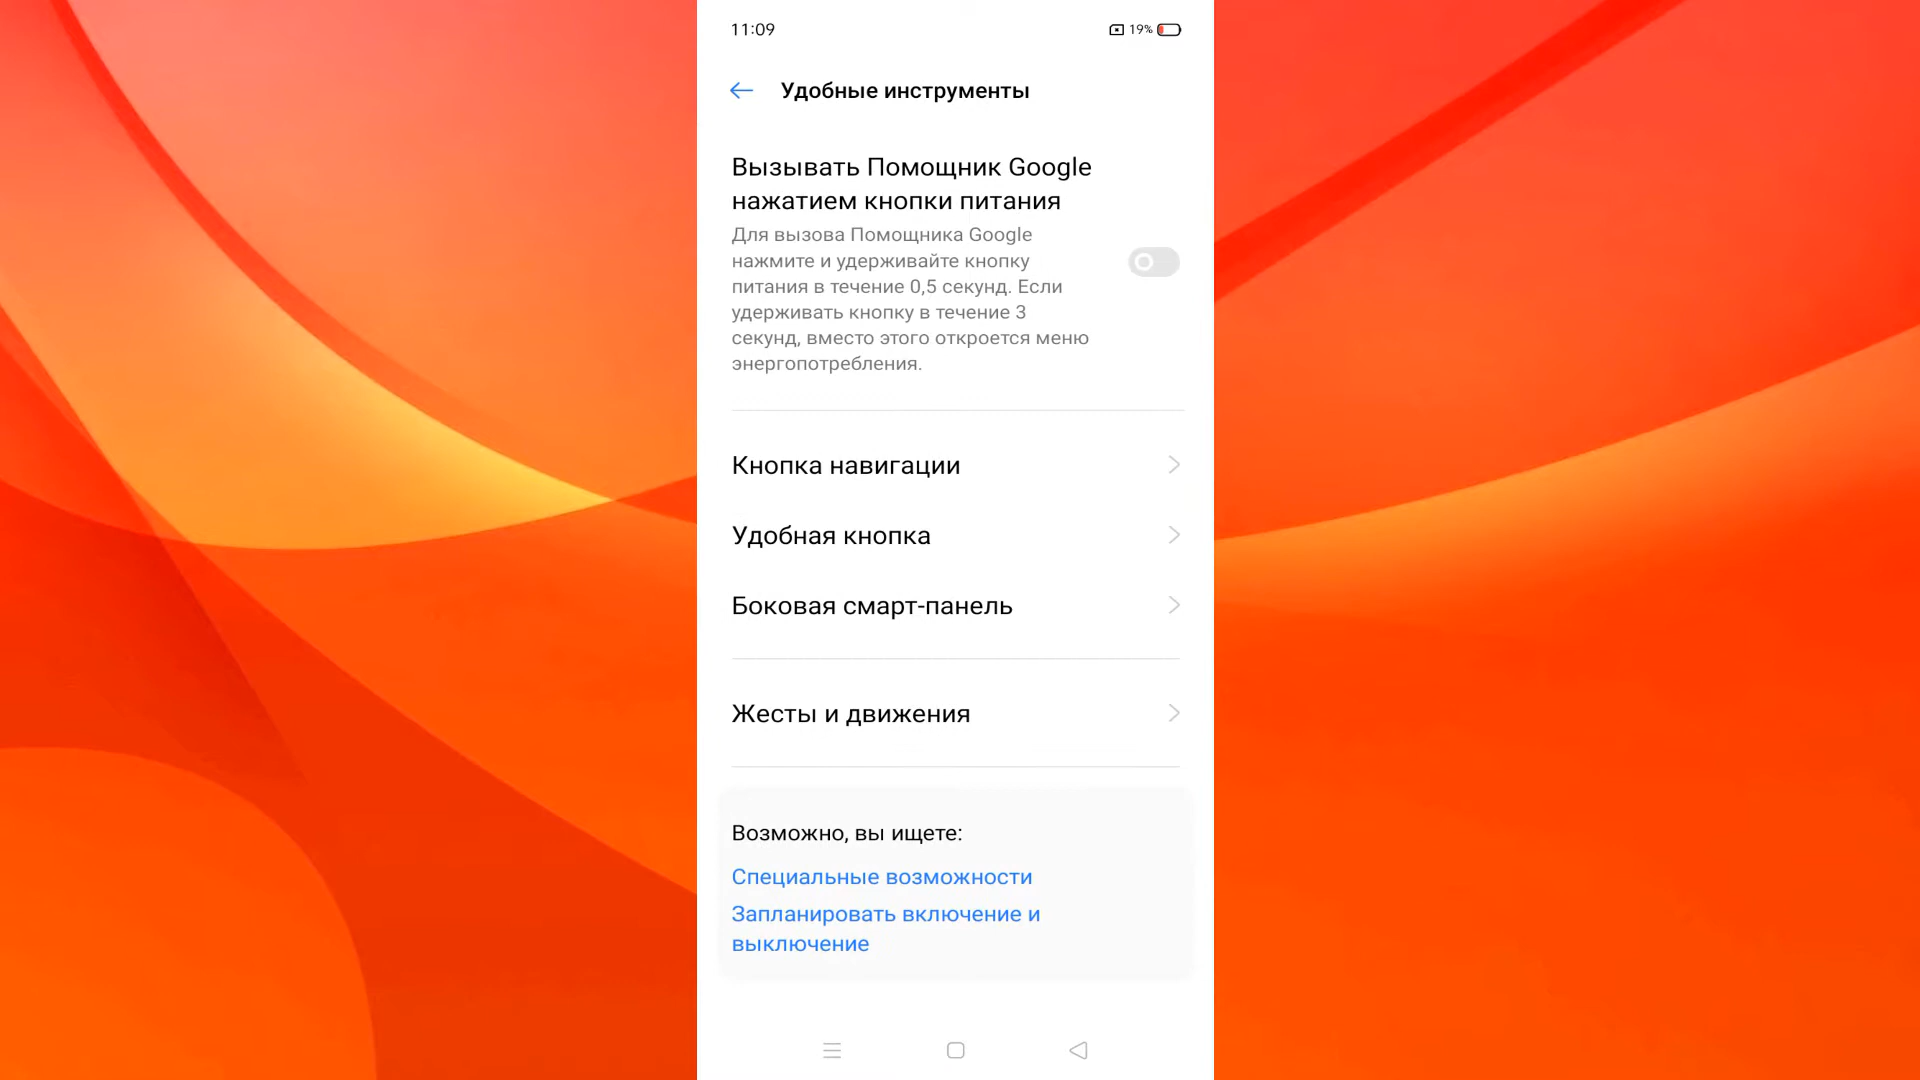 11:09
19%
Удобные инструменты
Вызывать Помощник Google
нажатием кнопки питания
Для вызова Помощника Google
нажмите и удерживайте кнопку
питания в течение 0,5 секунд. Если
удерживать кнопку в течение 3
секунд, вместо этого откроется меню
энергопотребления.
Кнопка навигации
Удобная кнопка
Боковая смарт-панель
Жесты и движения
Возможно, вы ищете:
Специальные возможности
Запланировать включение и
выключение